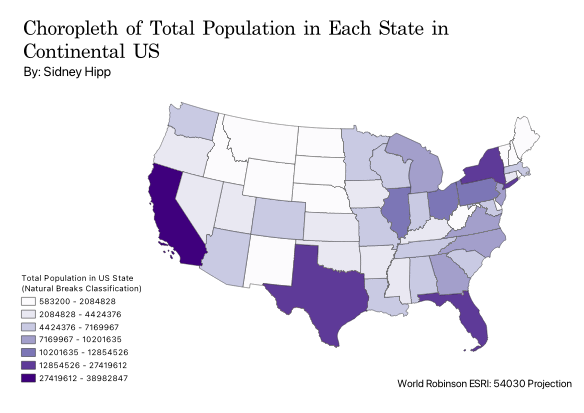 Choropleth of Total Population in Each State in
Continental US
By: Sidney Hipp
Total Population in US State
(Natural Breaks Classification)
583200 - 2084828
2084828 - 4424376
4424376 - 7169967
7169967 - 10201635
10201635 - 12854526
12854526 - 27419612
27419612 - 38982847
World Robinson ESRI: 54030 Projection